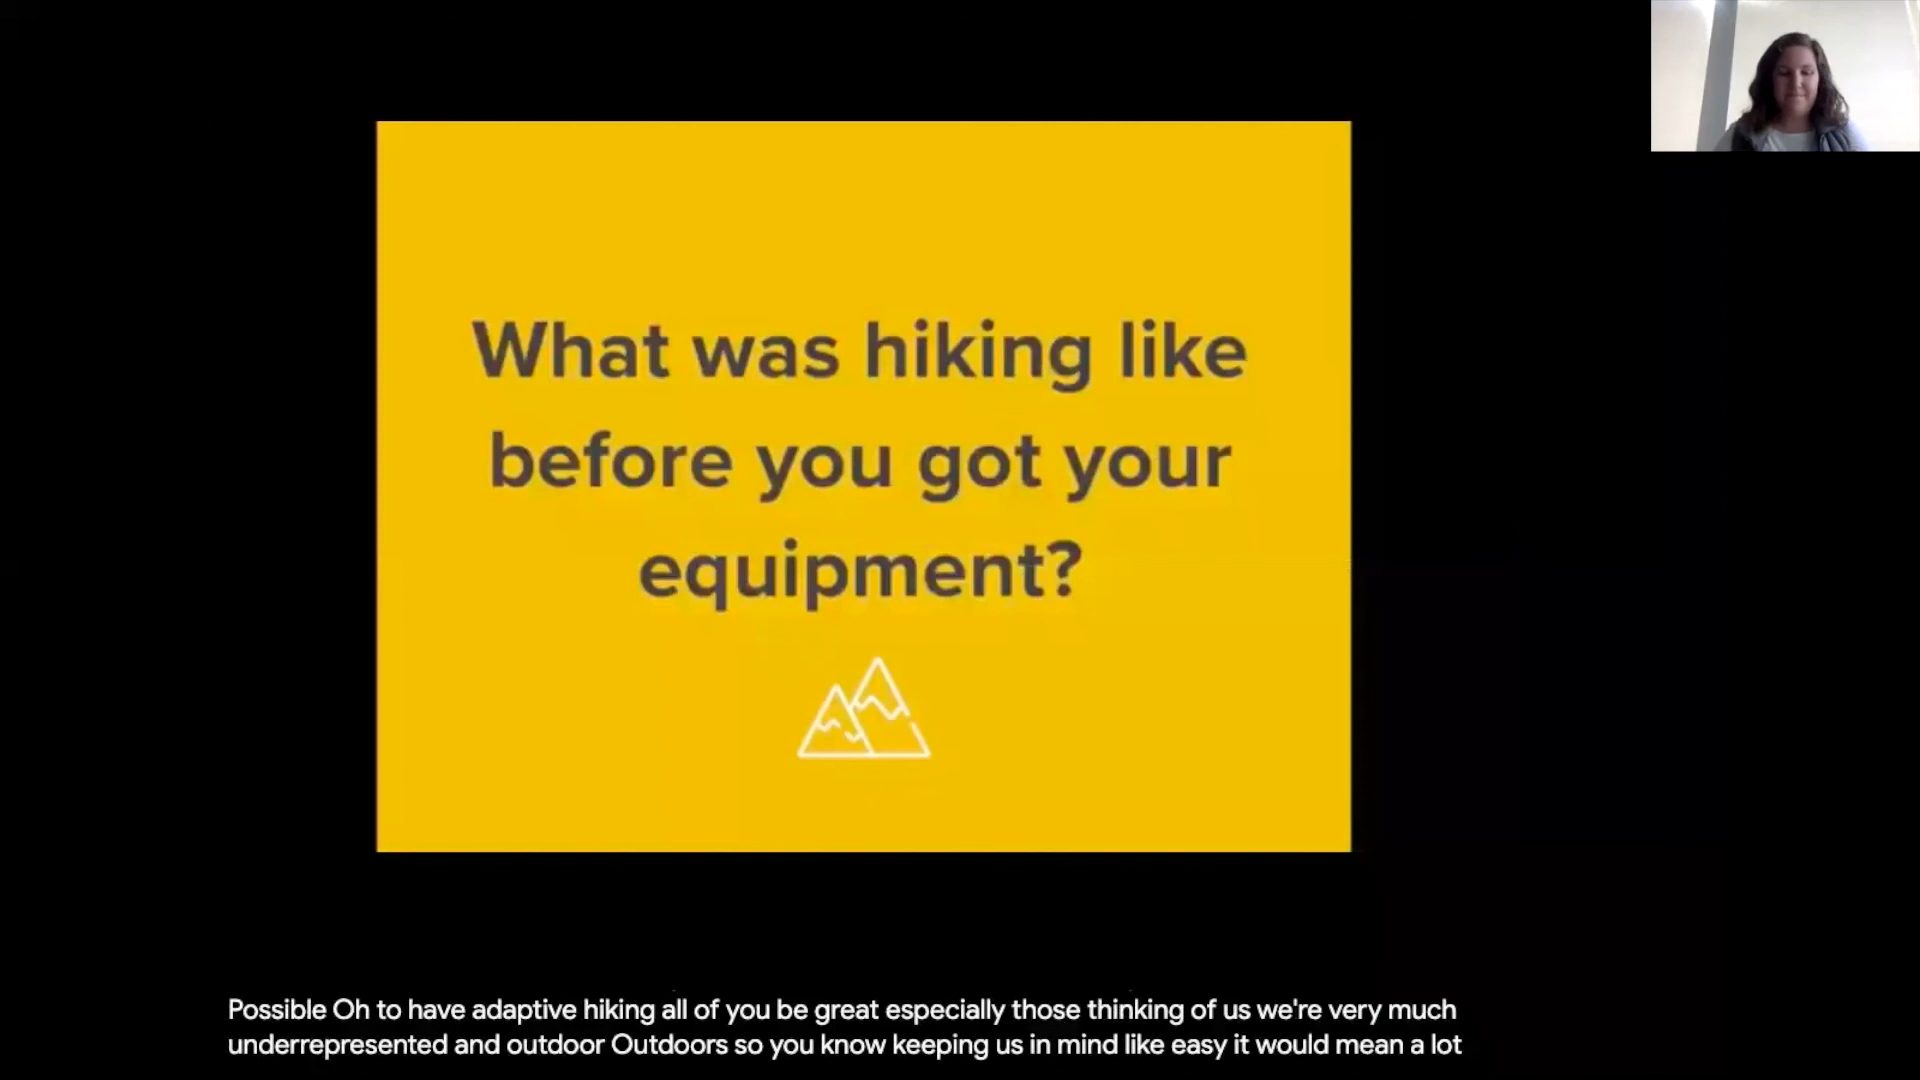 What was hiking like
before you got your
equipment?
Possible Oh to have adaptive hiking all of you be great especially those thinking of us we're very much
underrepresented and outdoor Outdoors so you know keeping us in mind like easy it would mean a lot